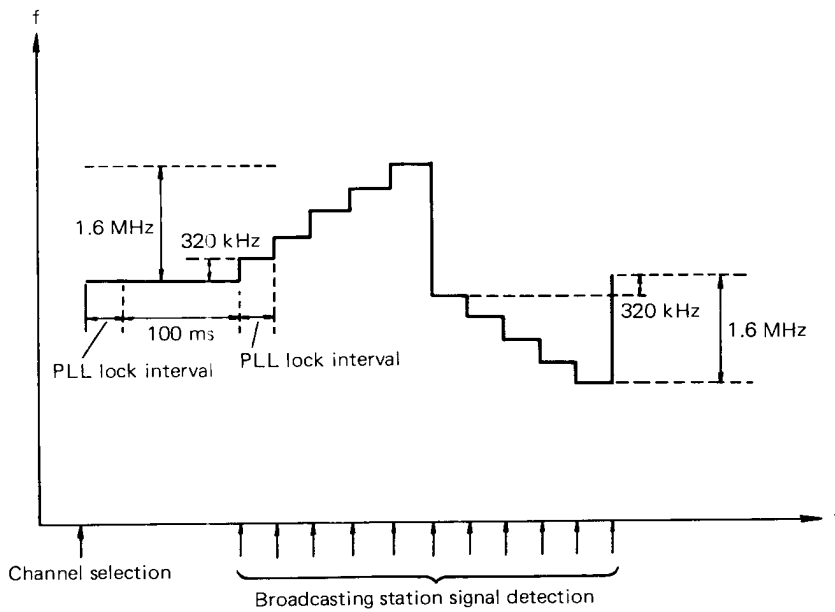 f
1.6 MHz
320 kHz
100 ms
PLL lock interval
PLL lock interval
320 kHz
1.6 MHz
Channel selection
Broadcasting station signal detection